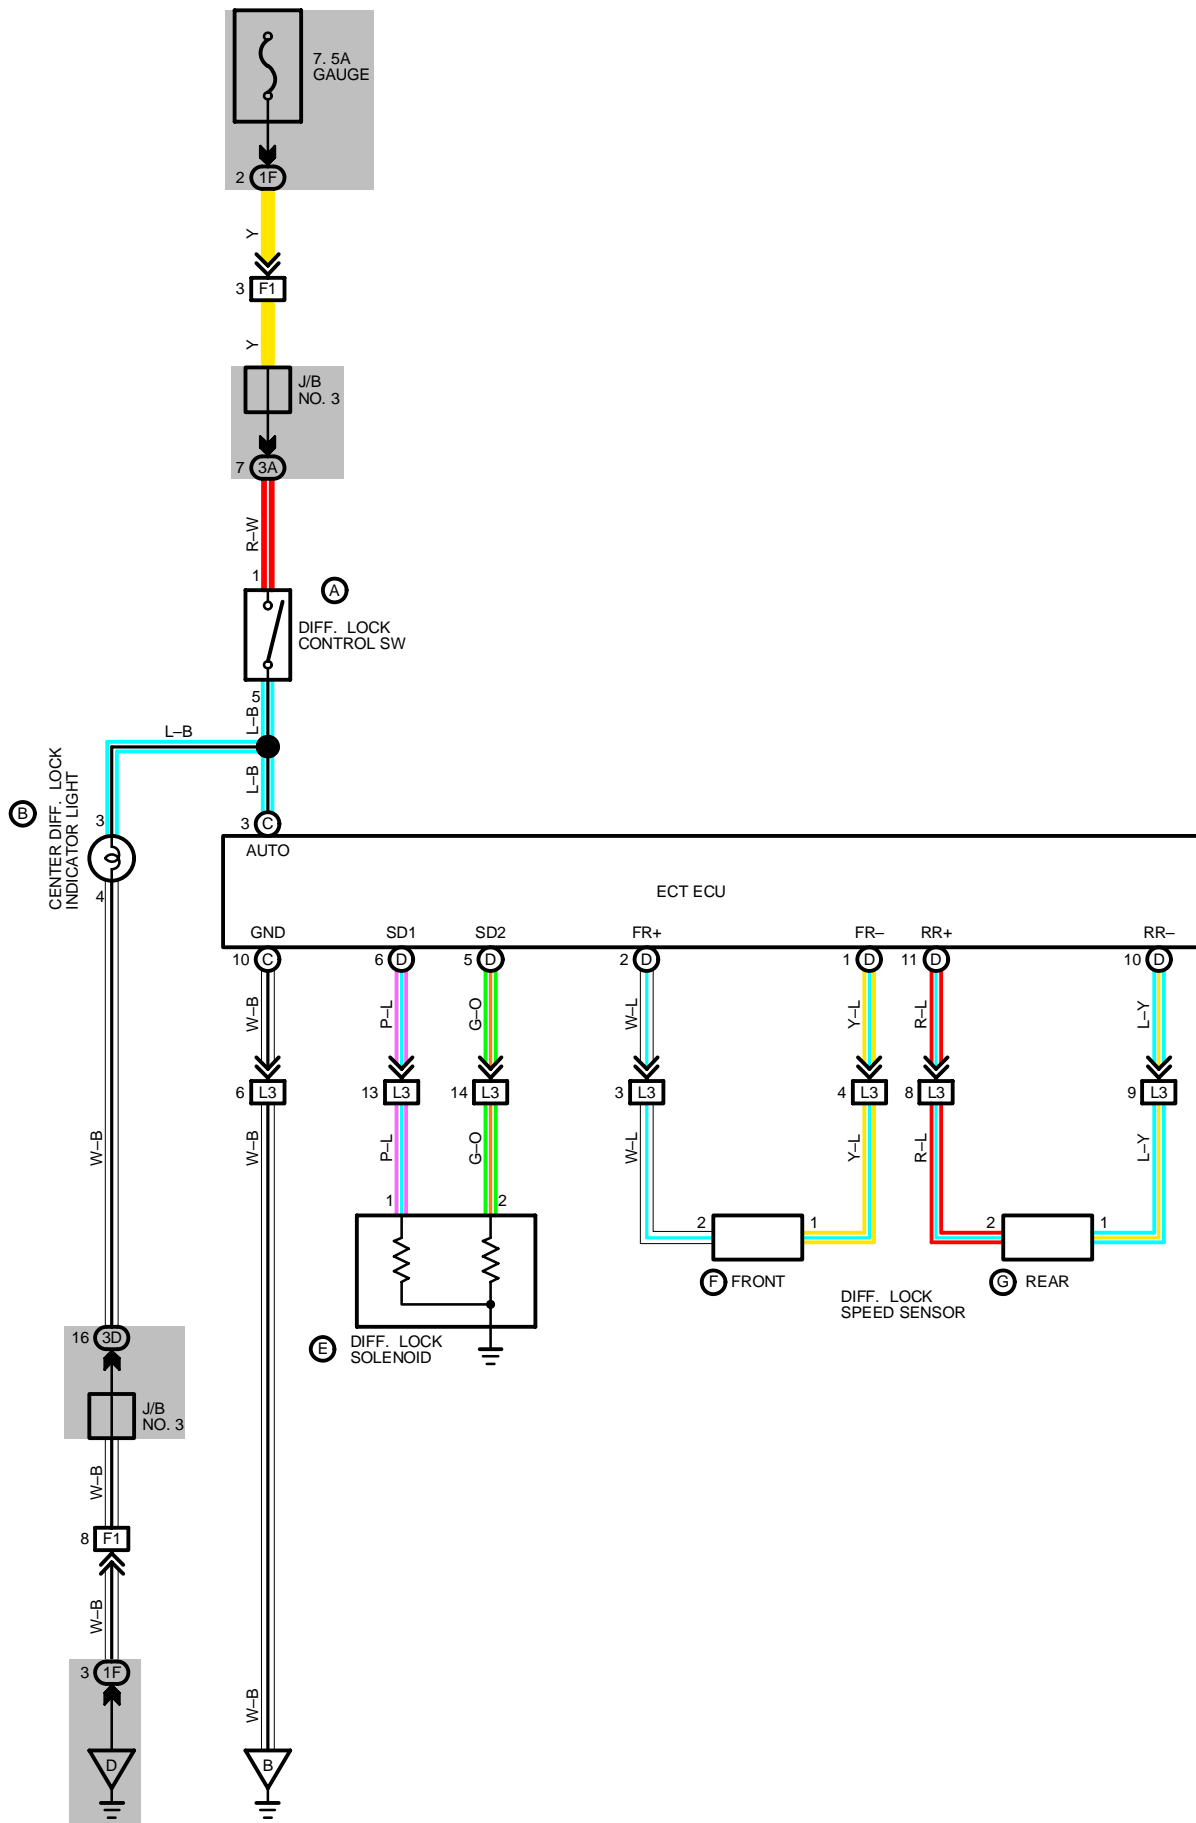 7. 5A
GAUGE
2 1F
Y
3 F1
Y
J/B
NO. 3
7 3A
R–W
1
A
DIFF. LOCK
CONTROL SW
5
L–B
L–B
L–B
B
CENTER DIFF. LOCK
INDICATOR LIGHT
3
4
3 C
AUTO
ECT ECU
GND SD1 SD2 FR+ FR– RR+ RR–
10 C 6 D 5 D 2 D 1 D 11 D 10 D
W–B P–L G–O W–L Y–L R–L L–Y
6 L3 13 L3 14 L3 3 L3 4 L3 8 L3 9 L3
W–B W–B P–L G–O W–L Y–L R–L L–Y
1 2 2 1 2 1
F FRONT G REAR
DIFF. LOCK
SPEED SENSOR
E DIFF. LOCK
SOLENOID
16 3D
J/B
NO. 3
W–B
8 F1
W–B
3 1F
W–B
D B